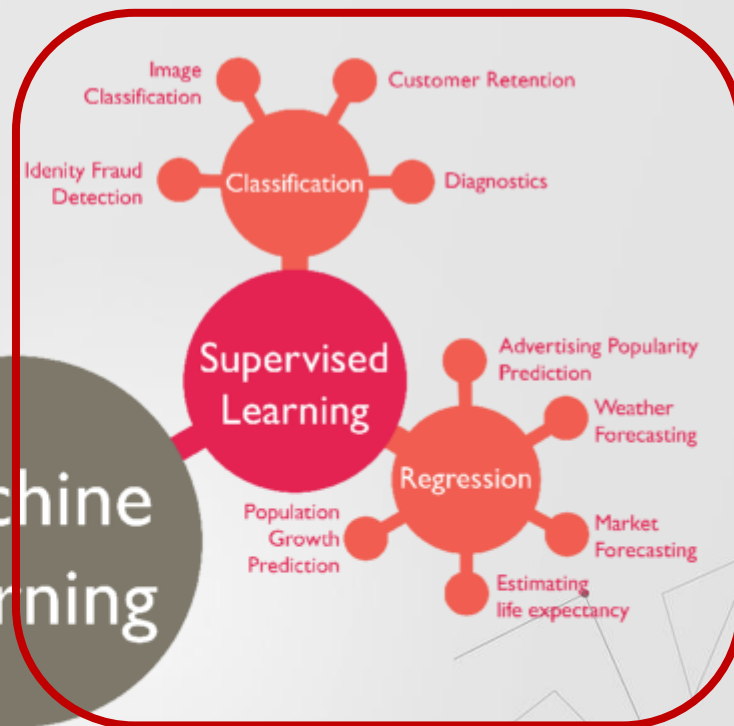 Image
Classification
Customer Retention
Idenity Fraud
Detection
Classification
Diagnostics
Supervised
Learning
Advertising Popularity
Prediction
Weather
Forecasting
Regression
Population
Growth
Prediction
Market
Forecasting
Estimating
life expectancy
chine
rning